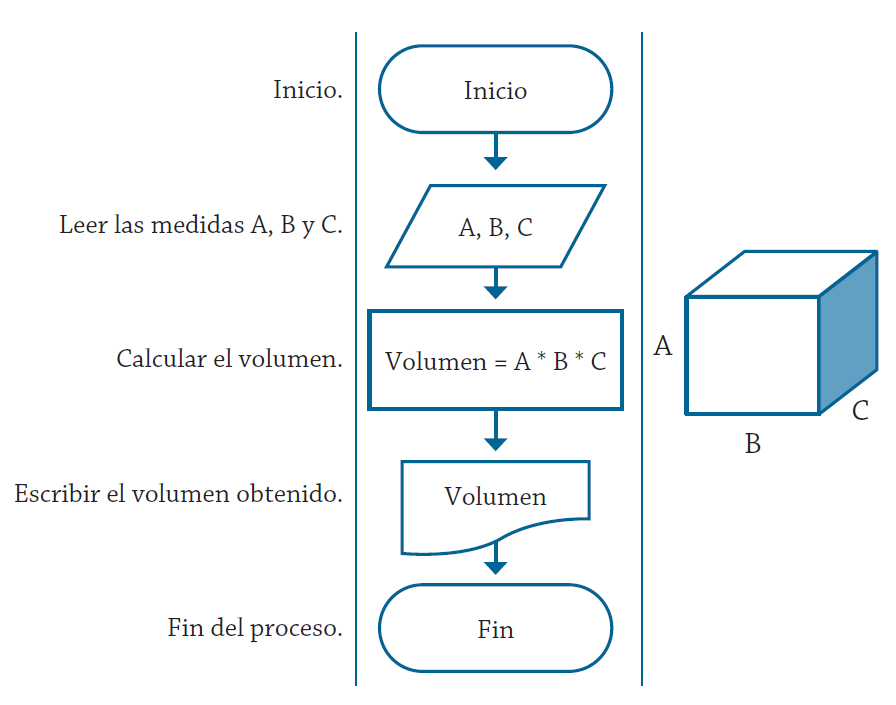 Inicio.
Inicio
Leer las medidas A, B y C.
A, B, C
Calcular el volumen.
Volumen = A * B * C
A
C
B
Escribir el volumen obtenido.
Volumen
Fin del proceso.
Fin